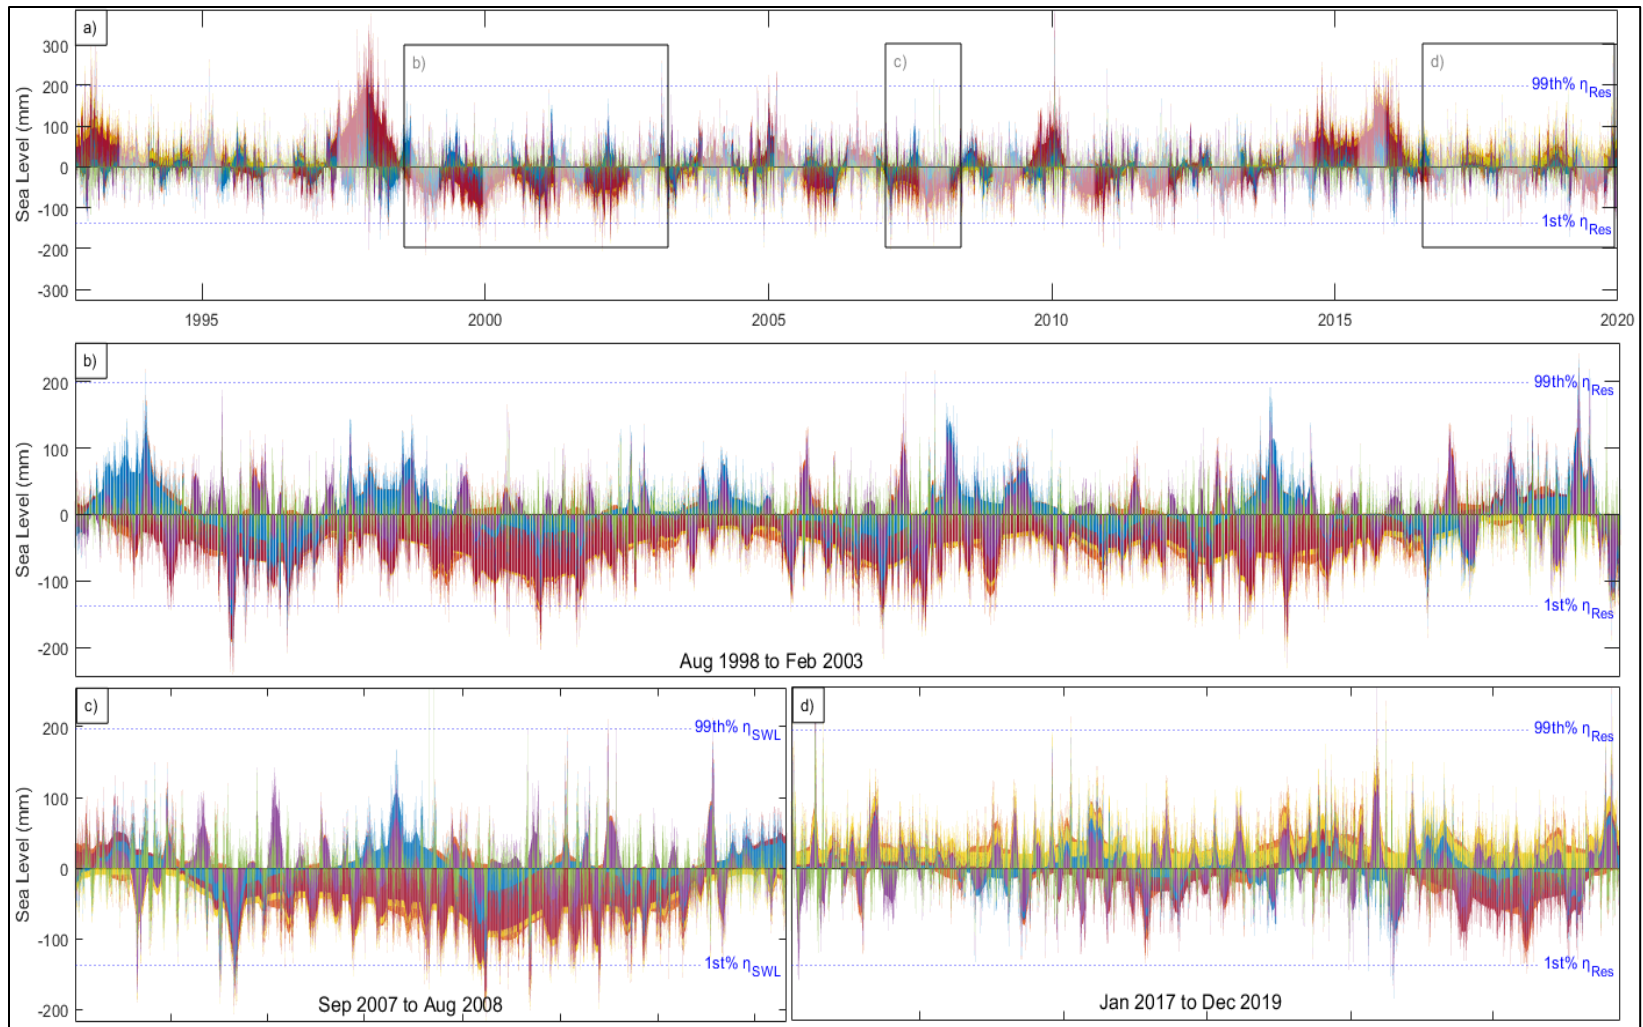 a)
b)
c)
d)
300
200
100
0
-100
-200
-300
Sea Level (mm)
99th% ηRes
1st% ηRes
1995
2000
2005
2010
2015
2020
b)
200
100
0
-100
-200
Sea Level (mm)
99th% ηRes
1st% ηRes
Aug 1998 to Feb 2003
c)
200
100
0
-100
-200
Sea Level (mm)
99th% ηSWL
1st% ηSWL
Sep 2007 to Aug 2008
d)
99th% ηRes
1st% ηRes
Jan 2017 to Dec 2019